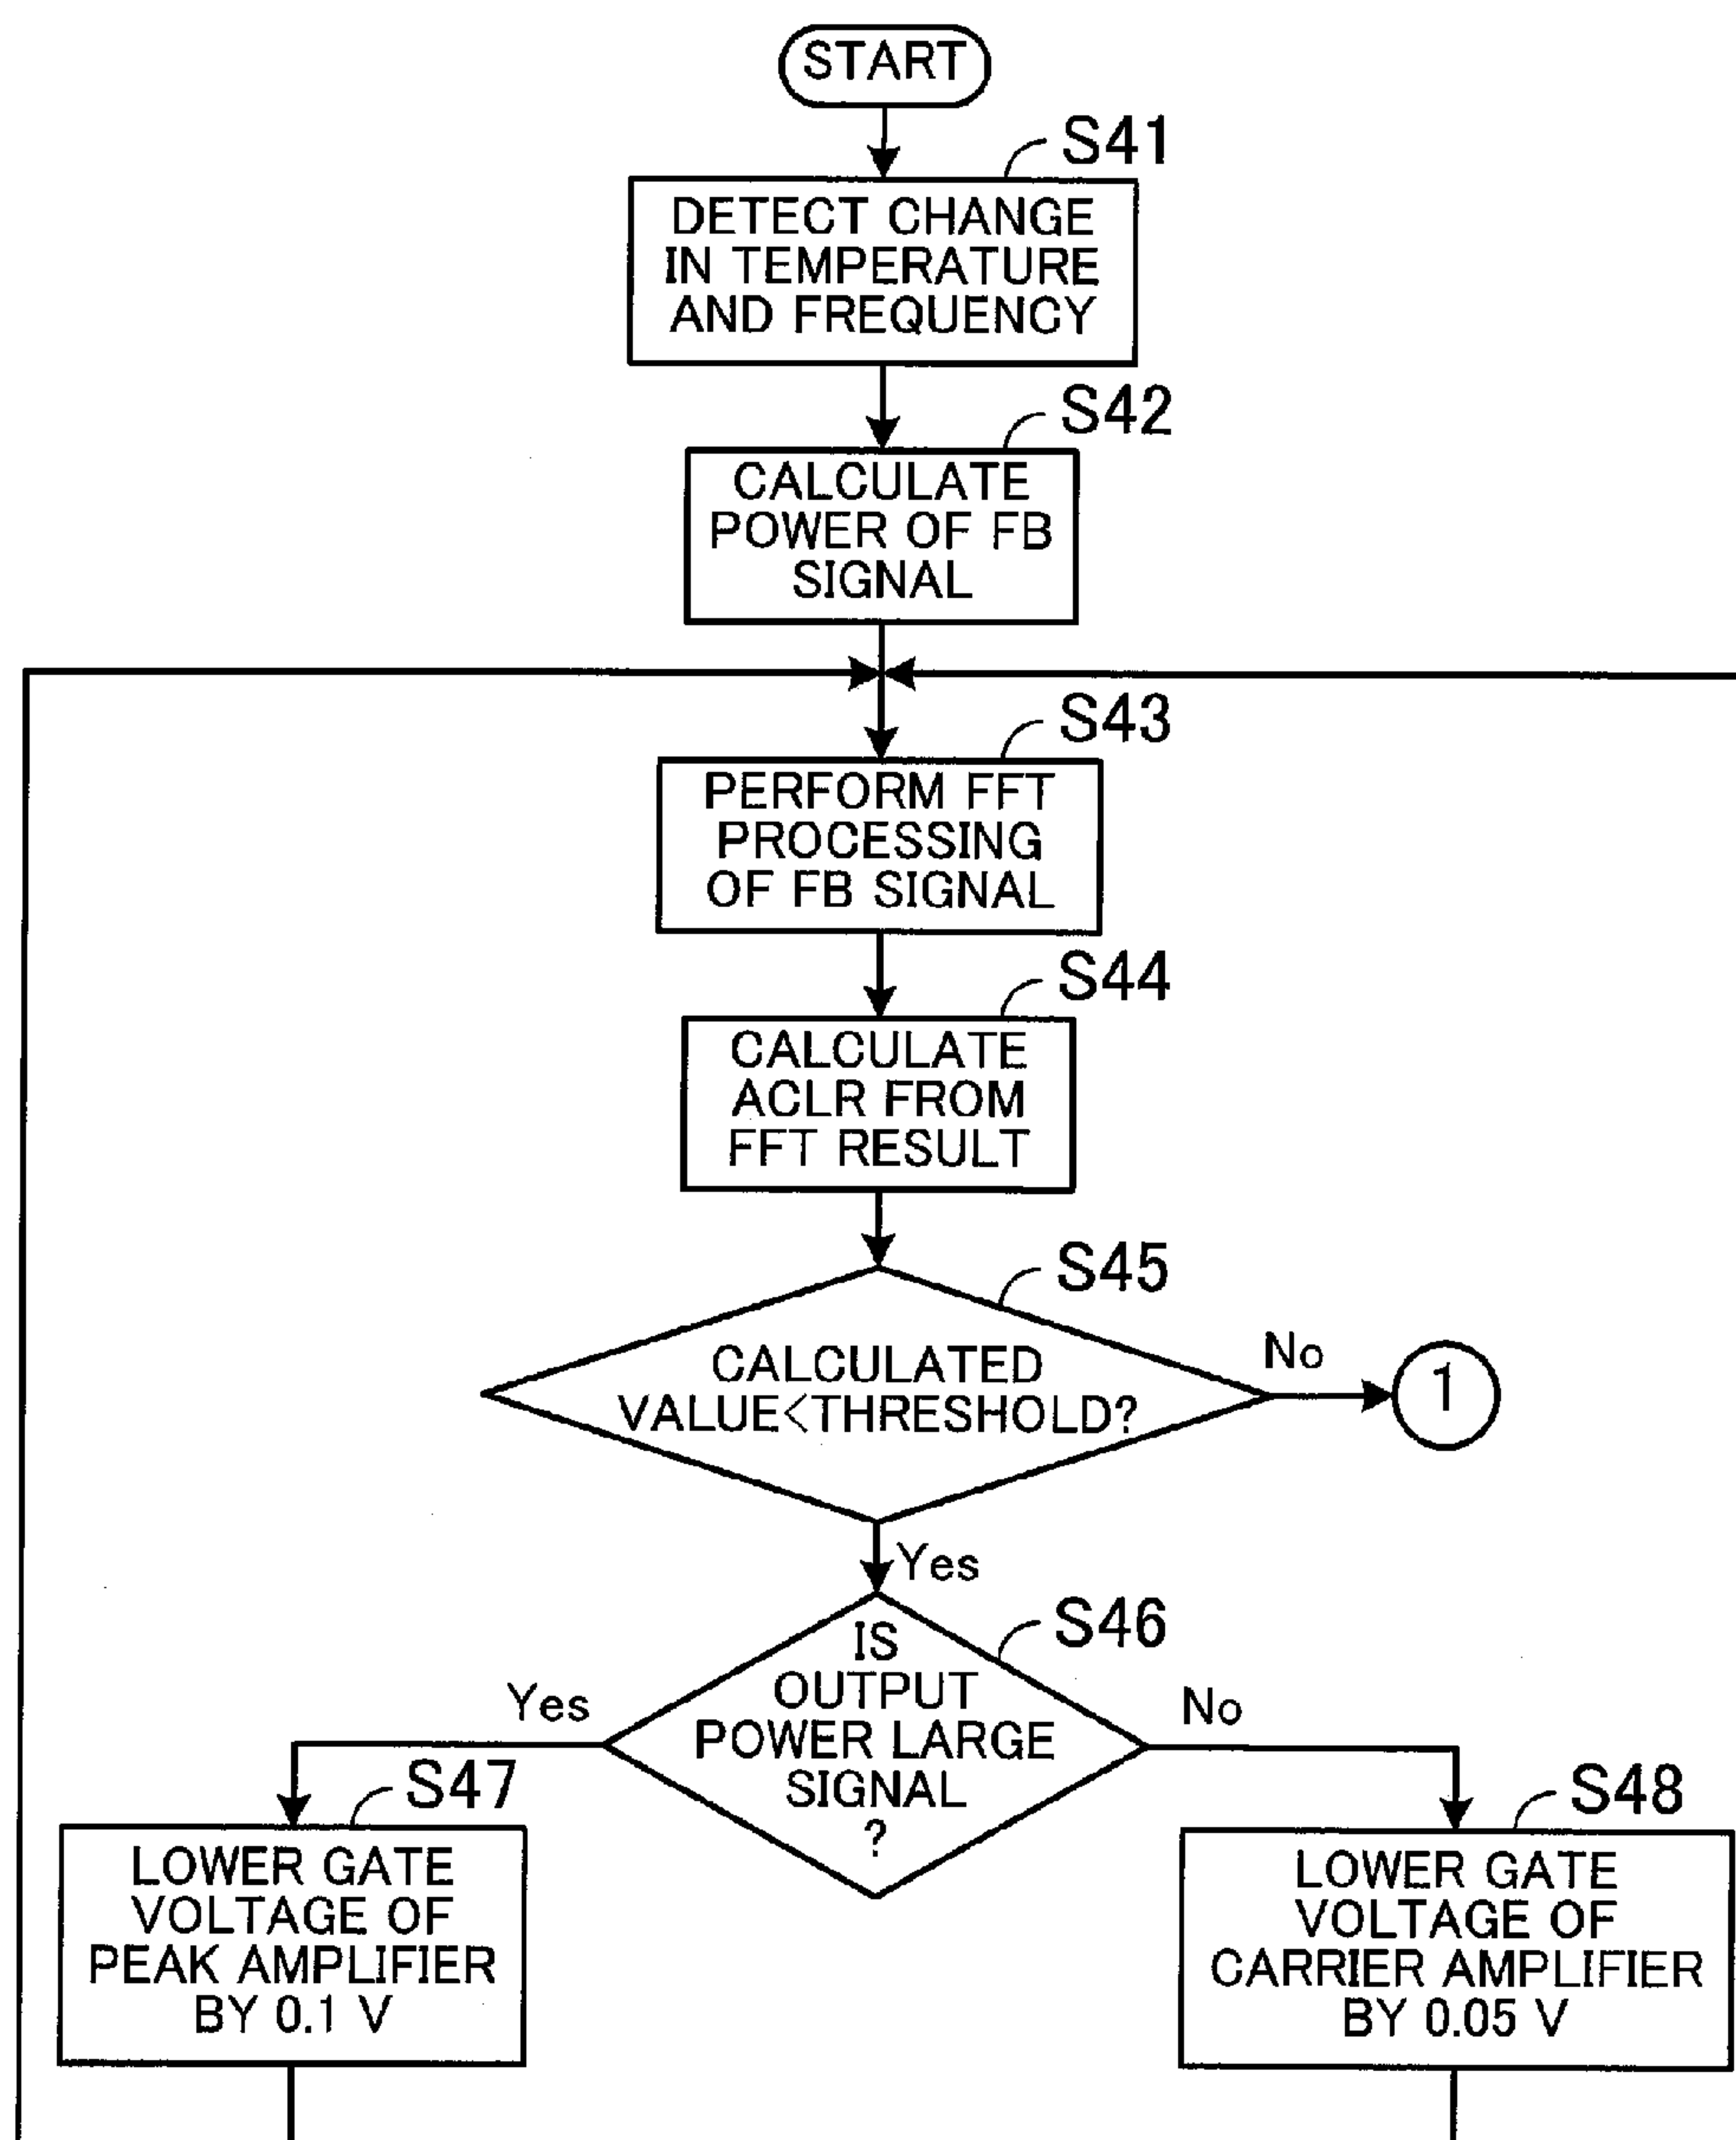 START
S41
DETECT CHANGE
IN TEMPERATURE
AND FREQUENCY
S42
CALCULATE
POWER OF FB
SIGNAL
S43
PERFORM FFT
PROCESSING
OF FB SIGNAL
S44
CALCULATE
ACLR FROM
FFT RESULT
S45
CALCULATED
VALUE<THRESHOLD?
No
1
Yes
S46
IS
OUTPUT
POWER LARGE
SIGNAL
?
Yes
No
S47
LOWER GATE
VOLTAGE OF
PEAK AMPLIFIER
BY 0.1 V
S48
LOWER GATE
VOLTAGE OF
CARRIER AMPLIFIER
BY 0.05 V